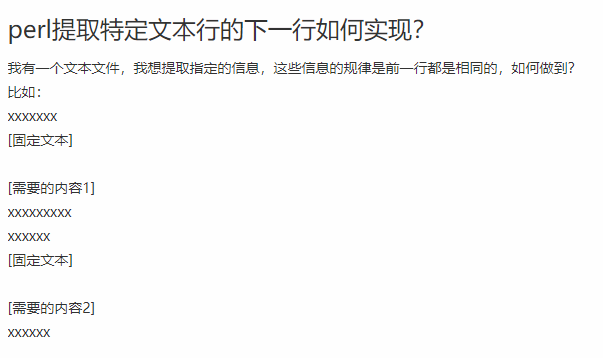 perl提取特定文本行的下一行如何实现？
我有一个文本文件，我想提取指定的信息，这些信息的规律是前一行都是相同的，如何做到？
比如：
xxxxxxx
[固定文本]
[需要的内容1]
xxxxxxxxx
xxxxxx
[固定文本]
[需要的内容2]
xxxxxx